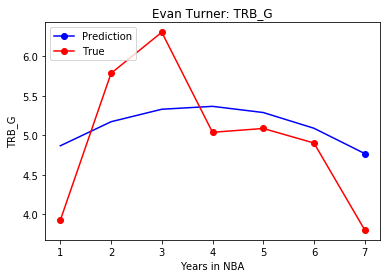 Evan Turner: TRB_G
Prediction
True
TRB_G
6.0
5.5
5.0
4.5
4.0
1 2 3 4 5 6 7
Years in NBA